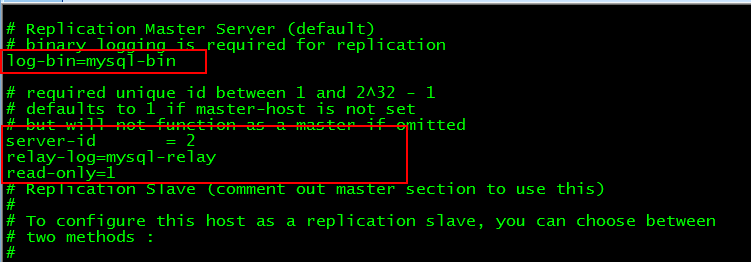 # Replication Master Server (default)
# binary logging is required for replication
log-bin=mysql-bin
# required unique id between 1 and 2^32 - 1
# defaults to 1 if master-host is not set
# but will not function as a master if omitted
server-id       = 2
relay-log=mysql-relay
read-only=1
# Replication Slave (comment out master section to use this)
#
# To configure this host as a replication slave, you can choose between
# two methods :
#